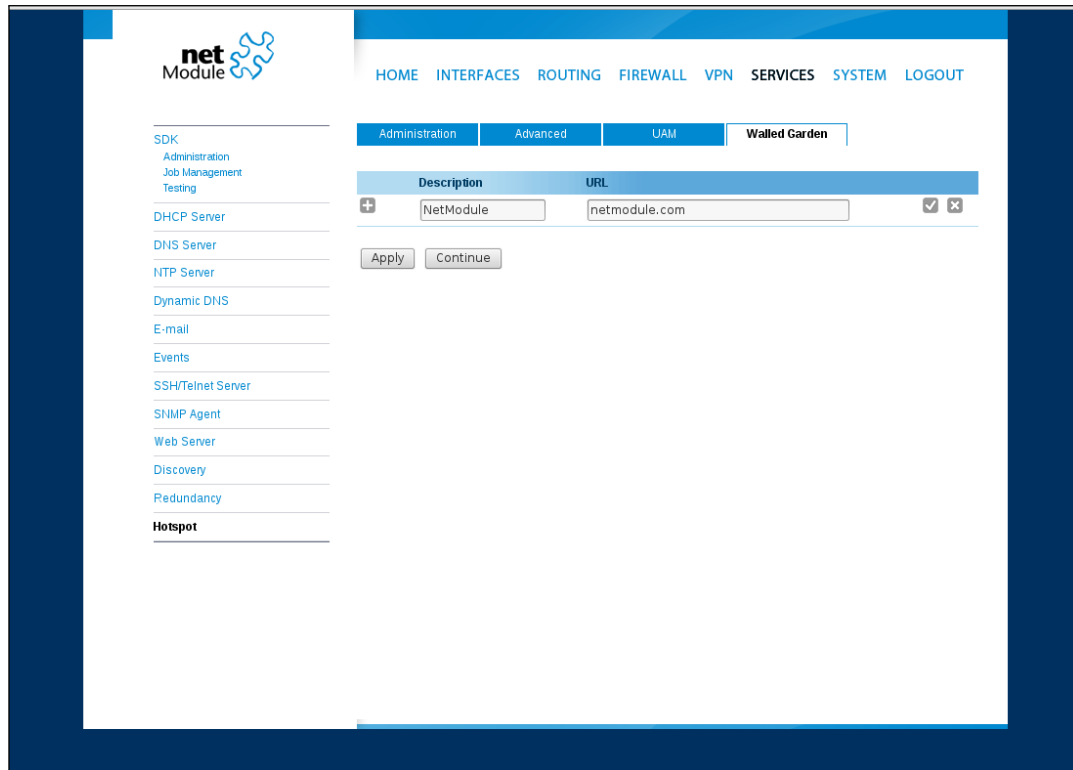 net
Module
HOME INTERFACES ROUTING FIREWALL VPN SERVICES SYSTEM LOGOUT
SDK
Administration
Job Management
Testing
DHCP Server
DNS Server
NTP Server
Dynamic DNS
E-mail
Events
SSH/Telnet Server
SNMP Agent
Web Server
Discovery
Redundancy
Hotspot
Administration Advanced UAM Walled Garden
Description URL
NetModule netmodule.com
Apply Continue